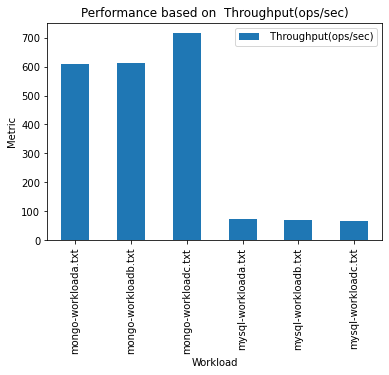 Performance based on  Throughput(ops/sec)
Throughput(ops/sec)
700
600
500
400
300
200
100
0
Metric
mongo-workloada.txt
mongo-workloadb.txt
mongo-workloadc.txt
mysql-workloada.txt
mysql-workloadb.txt
mysql-workloadc.txt
Workload